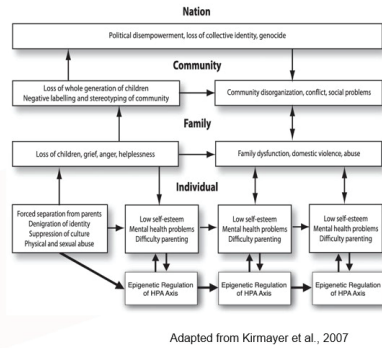 Nation
Political disempowerment, loss of collective identity, genocide
Community
Loss of whole generation of children
Negative labelling and stereotyping of community
Community disorganization, conflict, social problems
Family
Loss of children, grief, anger, helplessness
Family dysfunction, domestic violence, abuse
Individual
Forced separation from parents
Denigration of identity
Suppression of culture
Physical and sexual abuse
Low self-esteem
Mental health problems
Difficulty parenting
Low self-esteem
Mental health problems
Difficulty parenting
Low self-esteem
Mental health problems
Difficulty parenting
Epigenetic Regulation
of HPA Axis
Epigenetic Regulation
of HPA Axis
Epigenetic Regulation
of HPA Axis
Adapted from Kirmayer et al., 2007